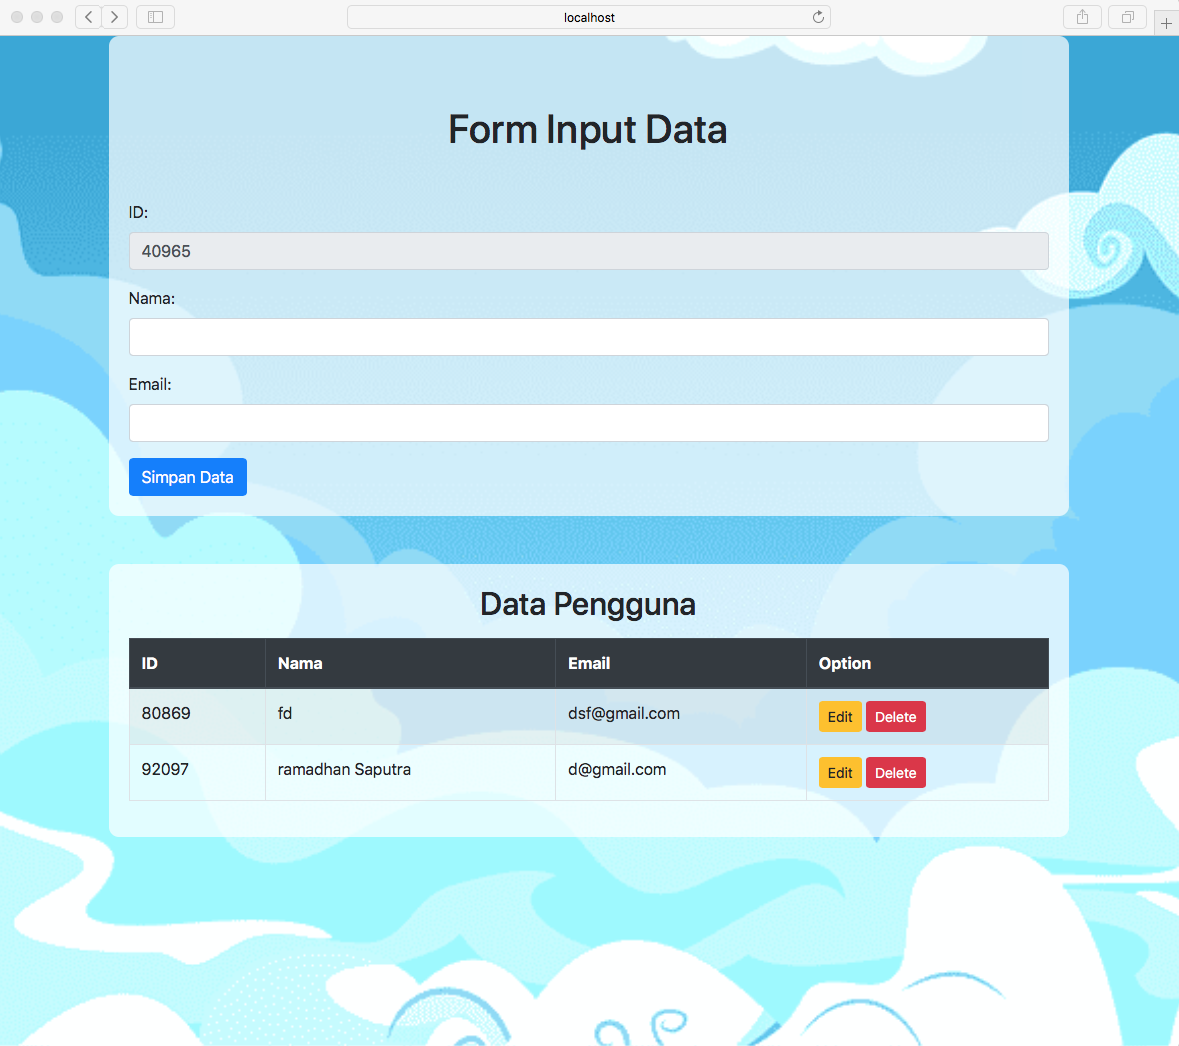 localhost
Form Input Data
ID:
40965
Nama:
Email:
Simpan Data
Data Pengguna
ID Nama Email Option
80869 fd dsf@gmail.com Edit Delete
92097 ramadhan Saputra d@gmail.com Edit Delete